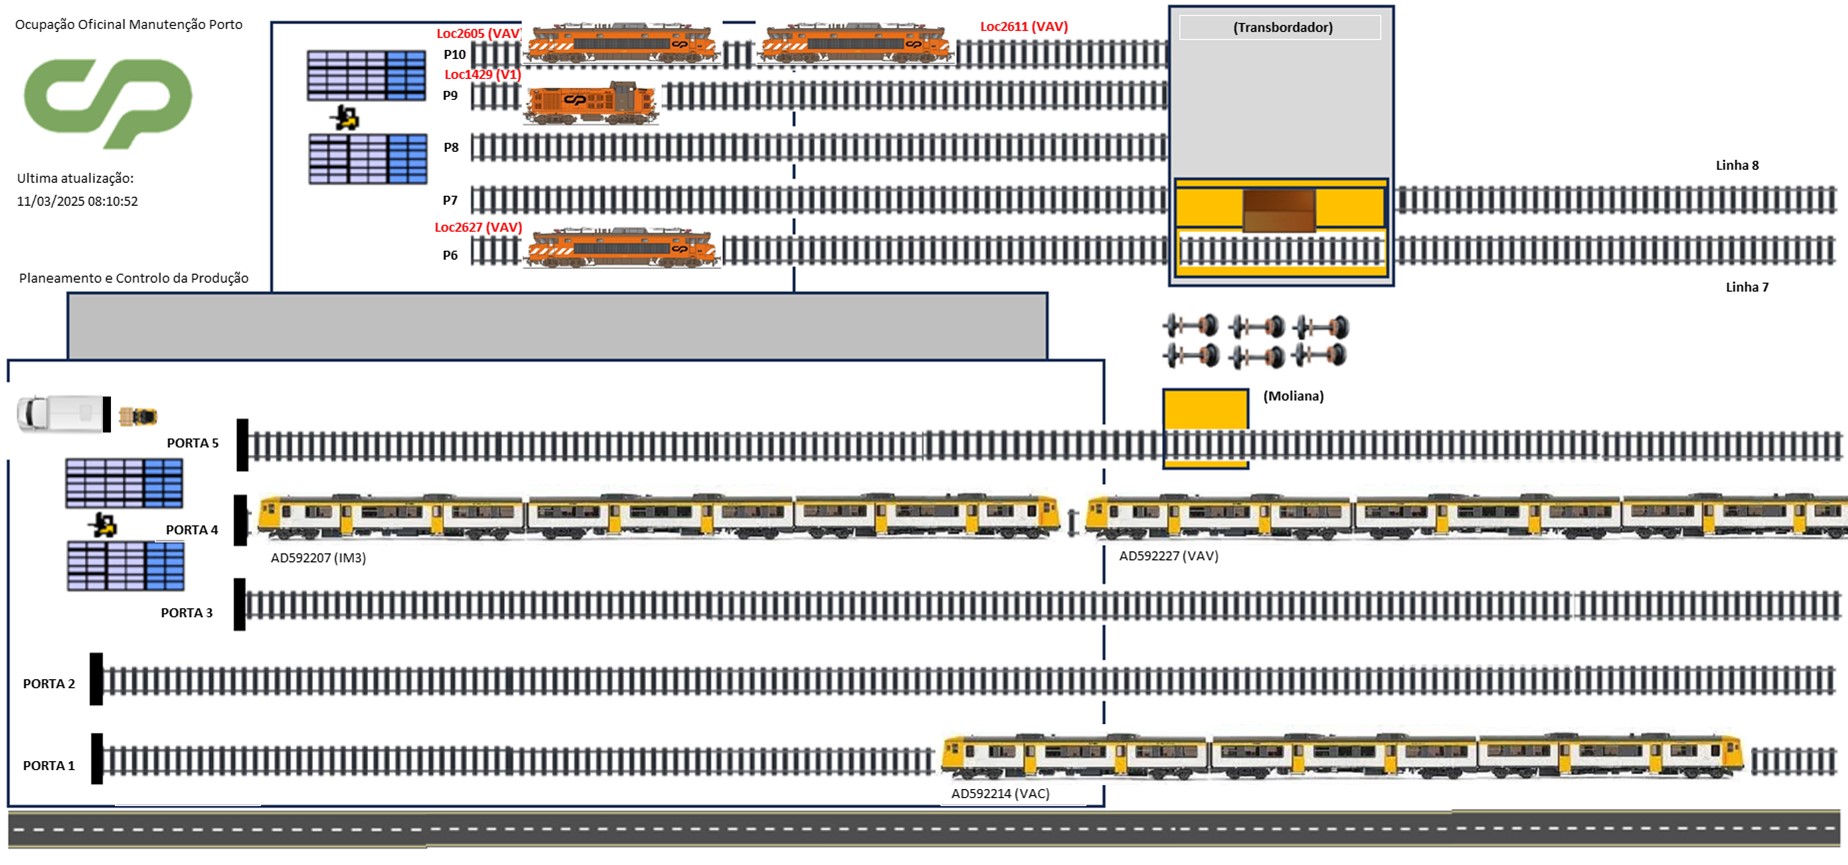 Ocupação Oficinal Manutenção Porto
CP
Ultima atualização:
11/03/2025 08:10:52
Planeamento e Controlo da Produção
Loc2605 (VAV)
Loc2611 (VAV)
P10
Loc1429 (V1)
P9
P8
P7
Loc2627 (VAV)
P6
(Transbordador)
Linha 8
Linha 7
(Moliana)
PORTA 5
PORTA 4
AD592207 (IM3)
AD592227 (VAV)
PORTA 3
PORTA 2
PORTA 1
AD592214 (VAC)